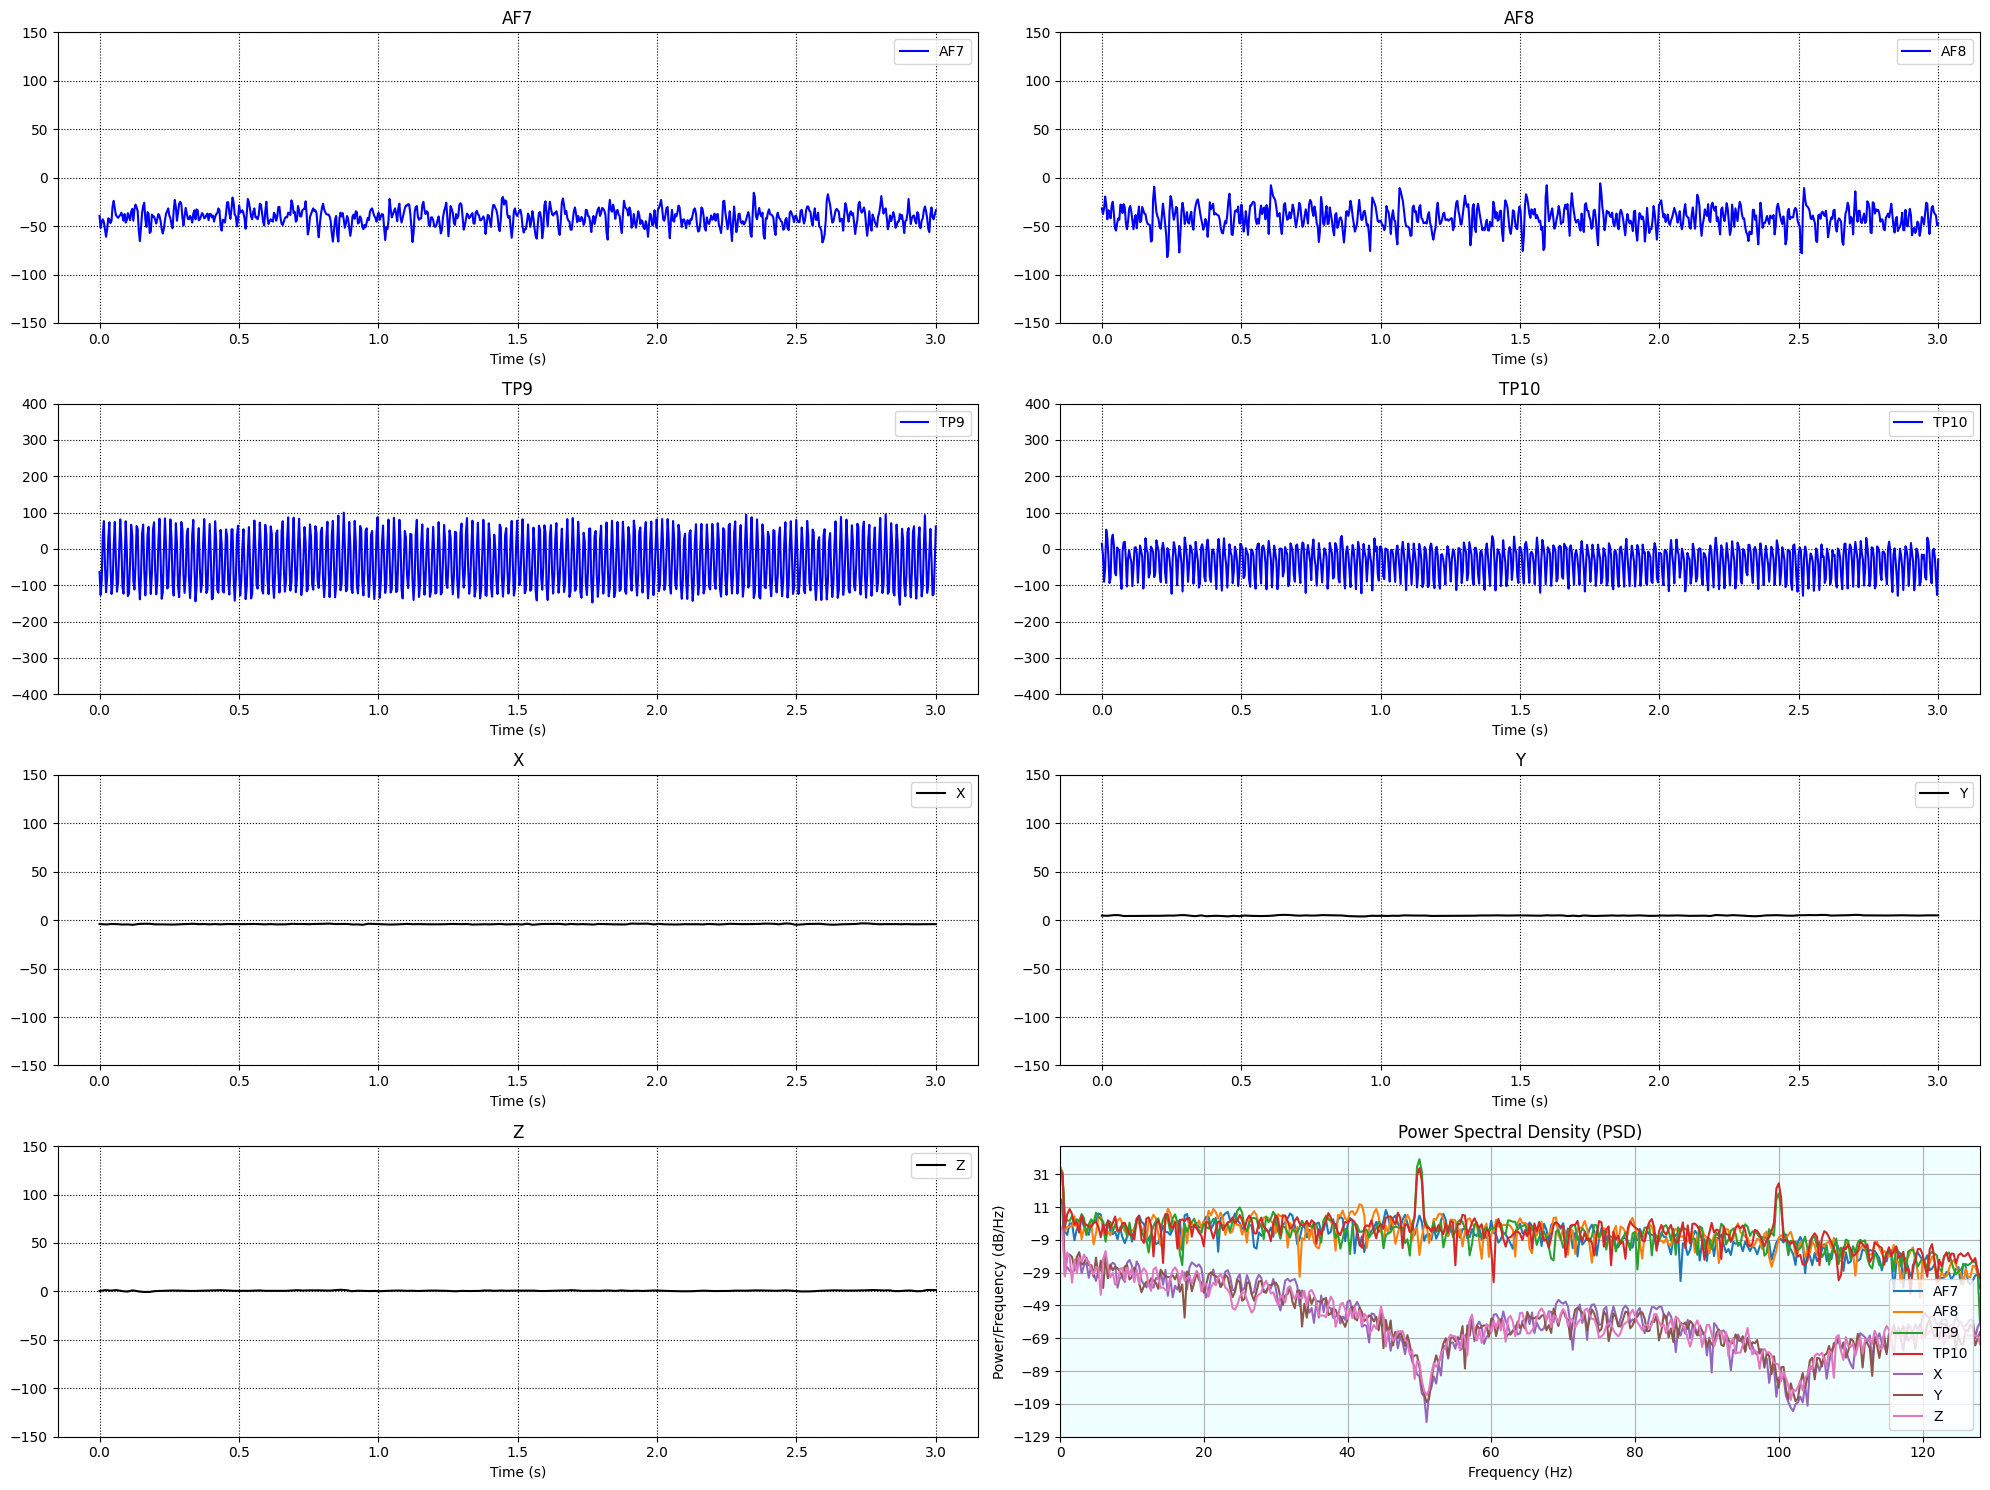 AF7
150
100
50
0
−50
−100
−150
0.0 0.5 1.0 1.5 2.0 2.5 3.0
Time (s)
AF7
AF8
150
100
50
0
−50
−100
−150
0.0 0.5 1.0 1.5 2.0 2.5 3.0
Time (s)
AF8
TP9
400
300
200
100
0
−100
−200
−300
−400
0.0 0.5 1.0 1.5 2.0 2.5 3.0
Time (s)
TP9
TP10
400
300
200
100
0
−100
−200
−300
−400
0.0 0.5 1.0 1.5 2.0 2.5 3.0
Time (s)
TP10
X
150
100
50
0
−50
−100
−150
0.0 0.5 1.0 1.5 2.0 2.5 3.0
Time (s)
X
Y
150
100
50
0
−50
−100
−150
0.0 0.5 1.0 1.5 2.0 2.5 3.0
Time (s)
Y
Z
150
100
50
0
−50
−100
−150
0.0 0.5 1.0 1.5 2.0 2.5 3.0
Time (s)
Z
Power Spectral Density (PSD)
Power/Frequency (dB/Hz)
31
11
−9
−29
−49
−69
−89
−109
−129
0 20 40 60 80 100 120
Frequency (Hz)
AF7
AF8
TP9
TP10
X
Y
Z